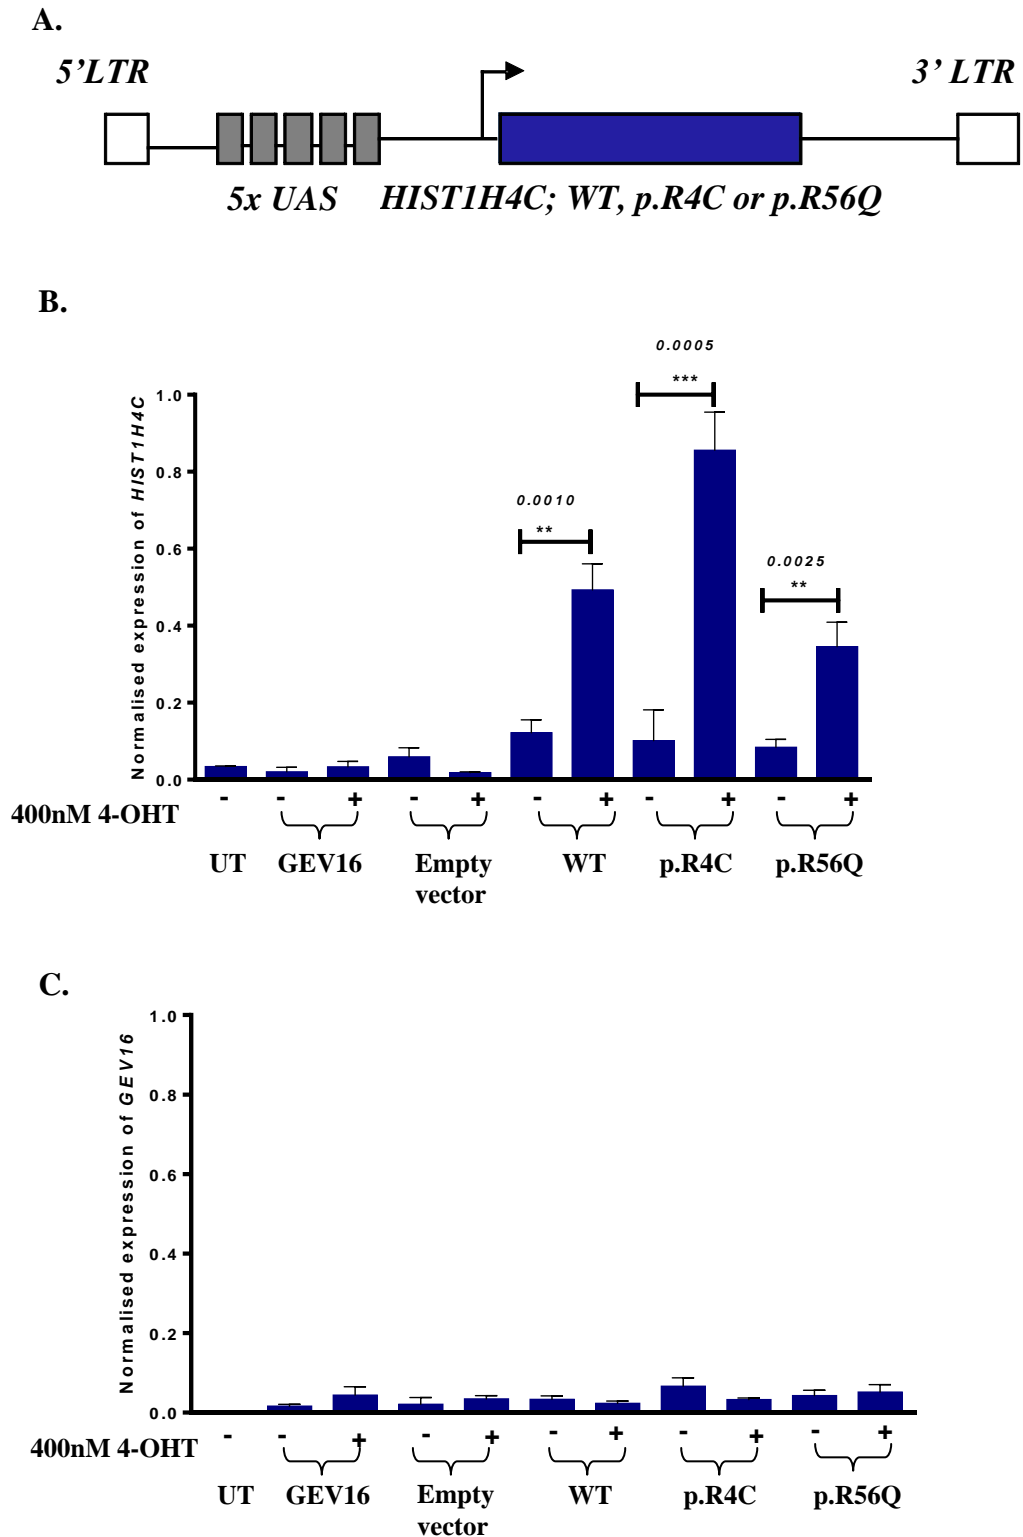 A.
5’LTR
3’ LTR
5x UAS
HIST1H4C; WT, p.R4C or p.R56Q
B.
Normalised expression of HIST1H4C
1.0
0.8
0.6
0.4
0.2
0.0
0.0010
**
0.0005
***
0.0025
**
400nM 4-OHT
- - + - + - + - + - +
UT GEV16 Empty vector WT p.R4C p.R56Q
C.
Normalised expression of GEV16
1.0
0.8
0.6
0.4
0.2
0.0
400nM 4-OHT
- - + - + - + - + - +
UT GEV16 Empty vector WT p.R4C p.R56Q